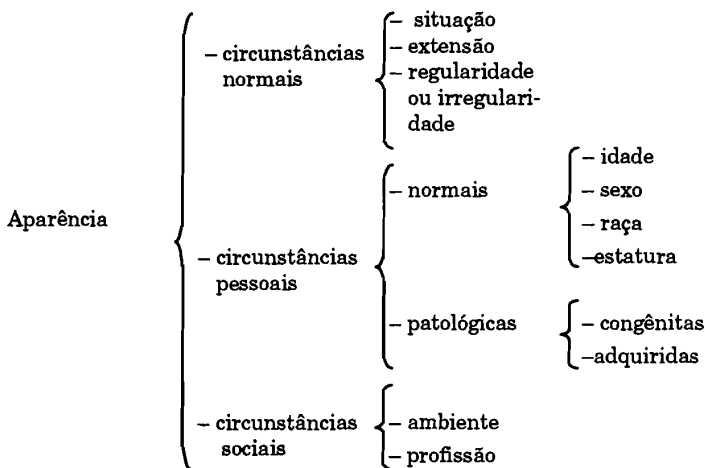 Aparência
– circunstâncias
normais
– situação
– extensão
– regularidade
ou irregulari-
dade
– circunstâncias
pessoais
– normais
– idade
– sexo
– raça
–estatura
– patológicas
– congênitas
–adquiridas
– circunstâncias
sociais
– ambiente
– profissão